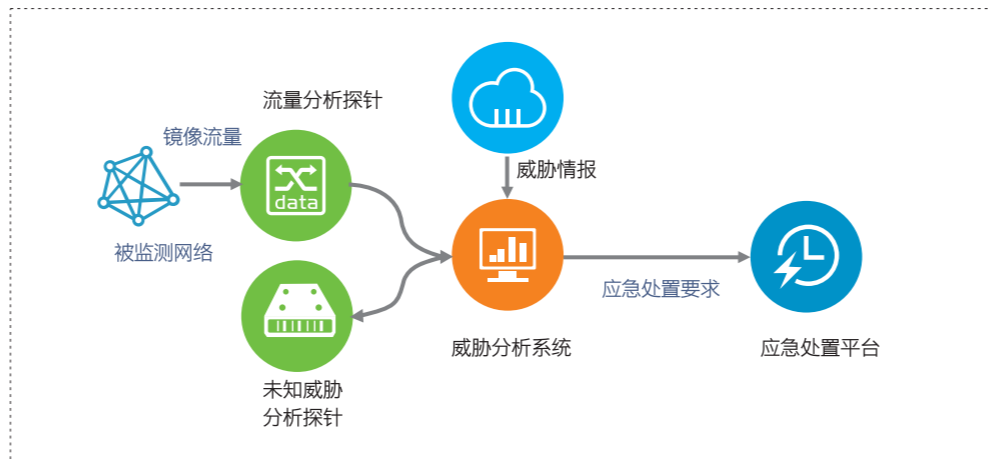 流量分析探针
镜像流量
data
威胁情报
被监测网络
应急处置要求
威胁分析系统
应急处置平台
未知威胁
分析探针